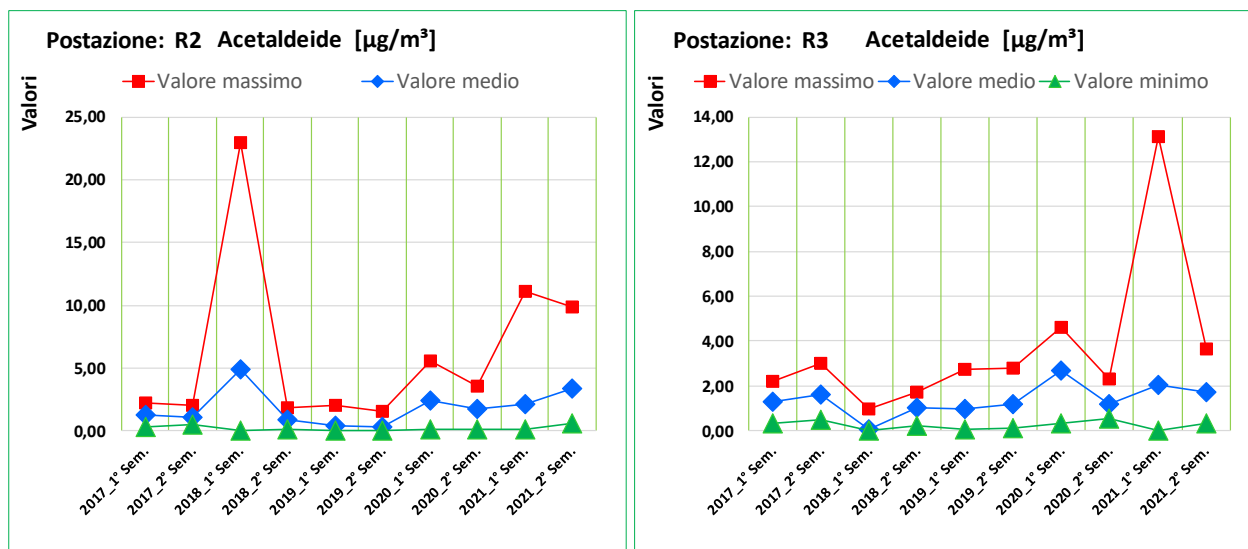 Postazione: R2 Acetaldeide [µg/m³]
Valore massimo Valore medio
Valori
25,00
20,00
15,00
10,00
5,00
0,00
2017_1° Sem.
2017_2° Sem.
2018_1° Sem.
2018_2° Sem.
2019_1° Sem.
2019_2° Sem.
2020_1° Sem.
2020_2° Sem.
2021_1° Sem.
2021_2° Sem.
Postazione: R3 Acetaldeide [µg/m³]
Valore massimo Valore medio Valore minimo
Valori
14,00
12,00
10,00
8,00
6,00
4,00
2,00
0,00
2017_1° Sem.
2017_2° Sem.
2018_1° Sem.
2018_2° Sem.
2019_1° Sem.
2019_2° Sem.
2020_1° Sem.
2020_2° Sem.
2021_1° Sem.
2021_2° Sem.